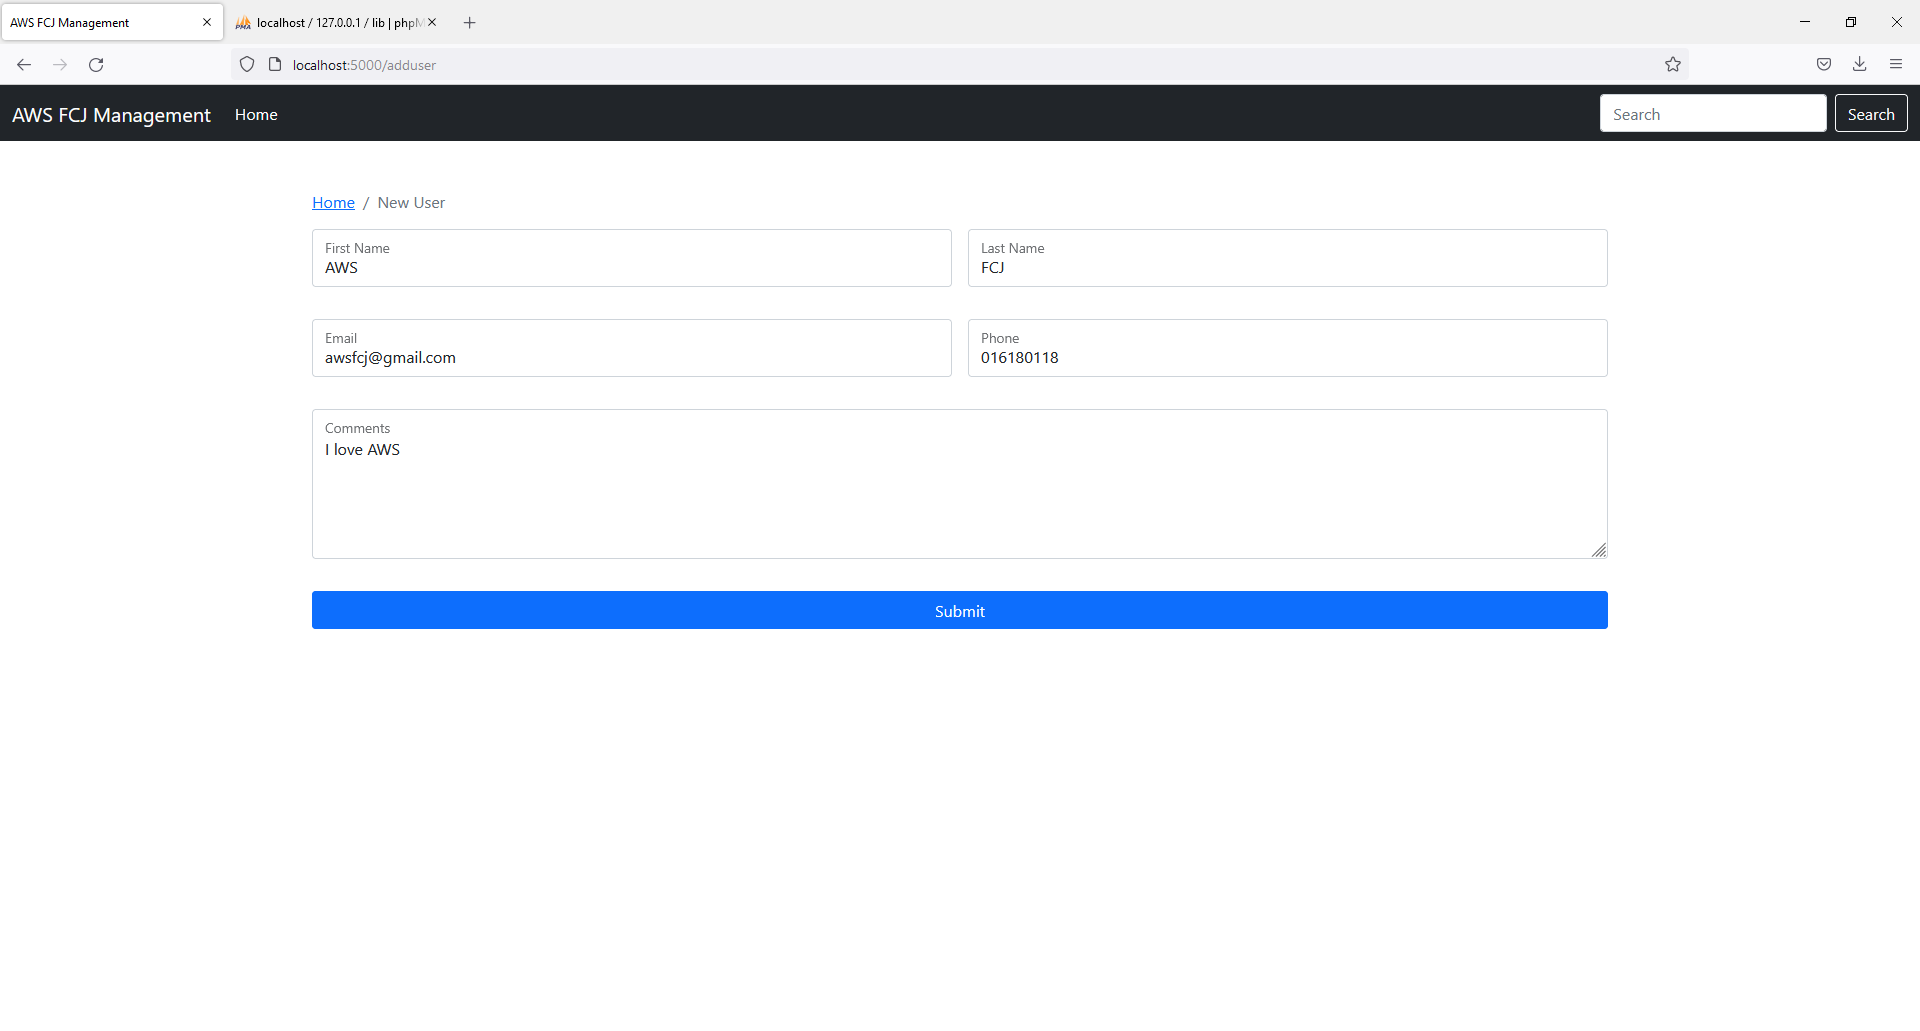 AWS FCJ Management
localhost / 127.0.0.1 / lib | phpM
localhost:5000/adduser
AWS FCJ Management Home Search Search
Home / New User
First Name Last Name
AWS FCJ
Email Phone
awsfcj@gmail.com 016180118
Comments
I love AWS
Submit